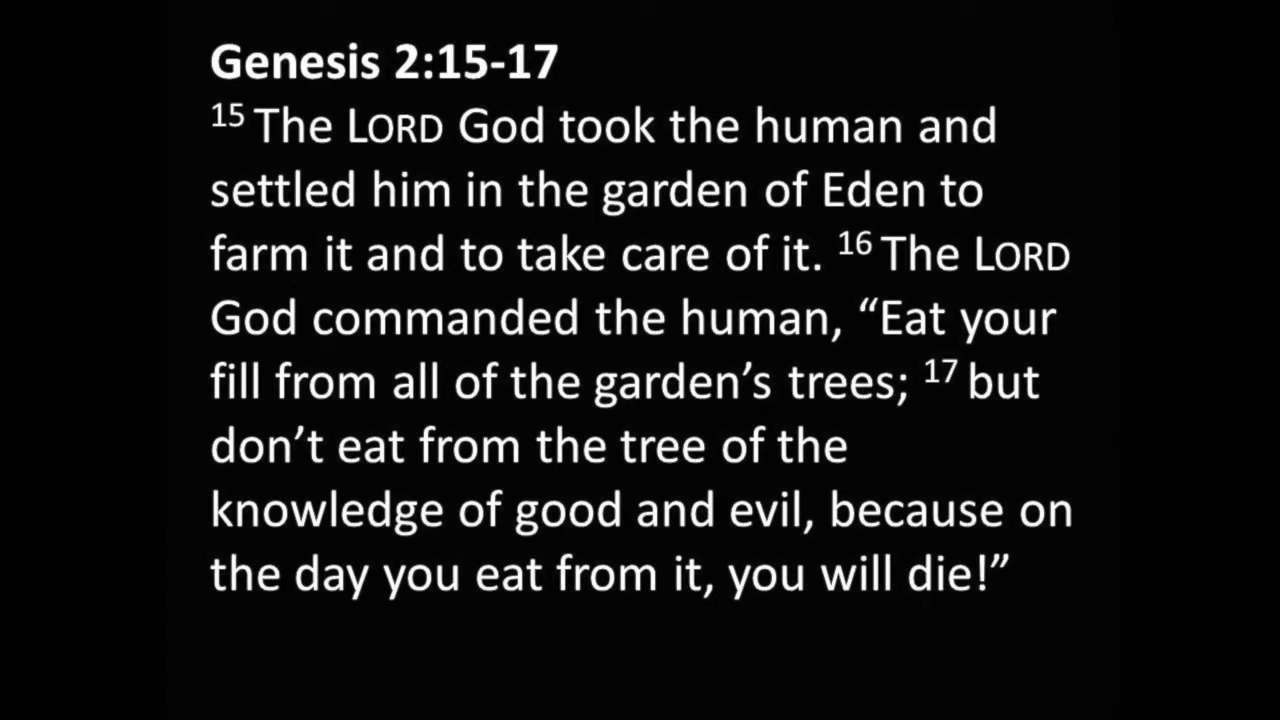 Genesis 2:15-17
15 The LORD God took the human and
settled him in the garden of Eden to
farm it and to take care of it. 16 The LORD
God commanded the human, “Eat your
fill from all of the garden’s trees; 17 but
don’t eat from the tree of the
knowledge of good and evil, because on
the day you eat from it, you will die!”